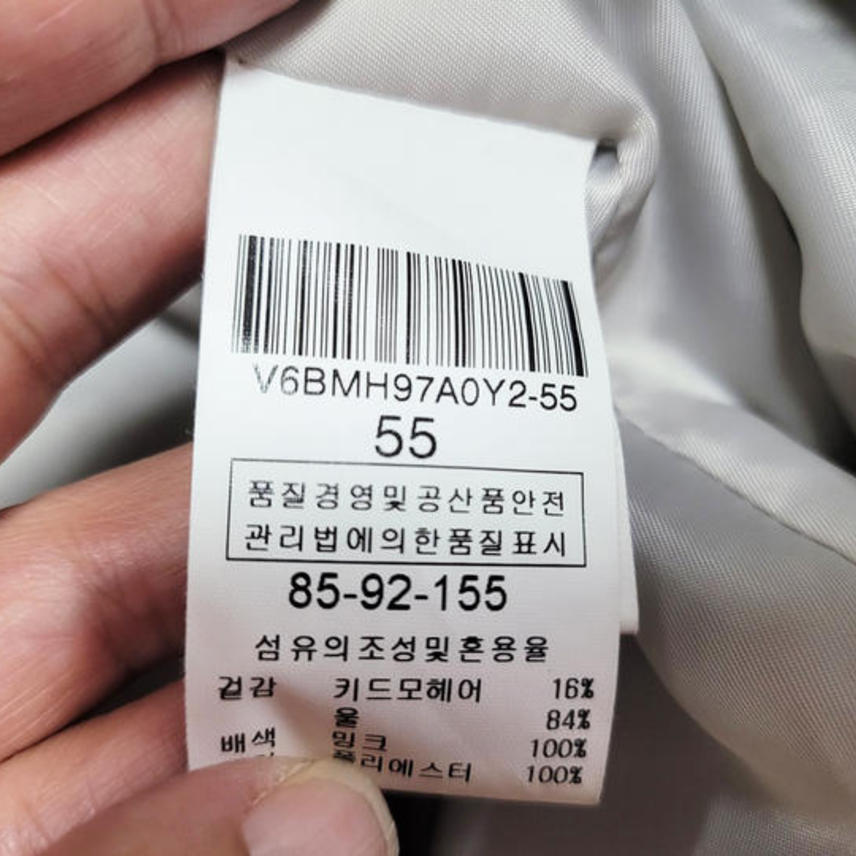 V6BMH97A0Y2-55
55
품질경영및공산품안전
관리법에의한품질표시
85-92-155
섬유의조성및혼용율
겉감 키드모헤어 16%
울 84%
배색 밍크 100%
폴리에스터 100%